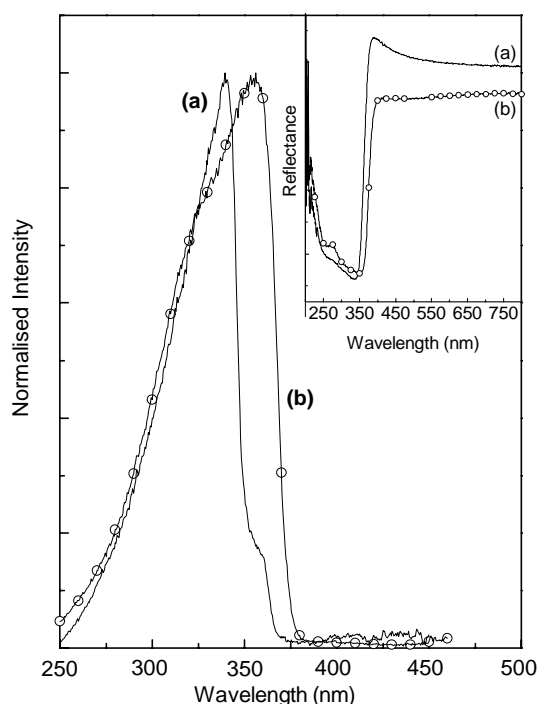 (a)
(b)
Normalised Intensity
250 300 350 400 450 500
Wavelength (nm)
(a)
(b)
Reflectance
250 350 450 550 650 750
Wavelength (nm)